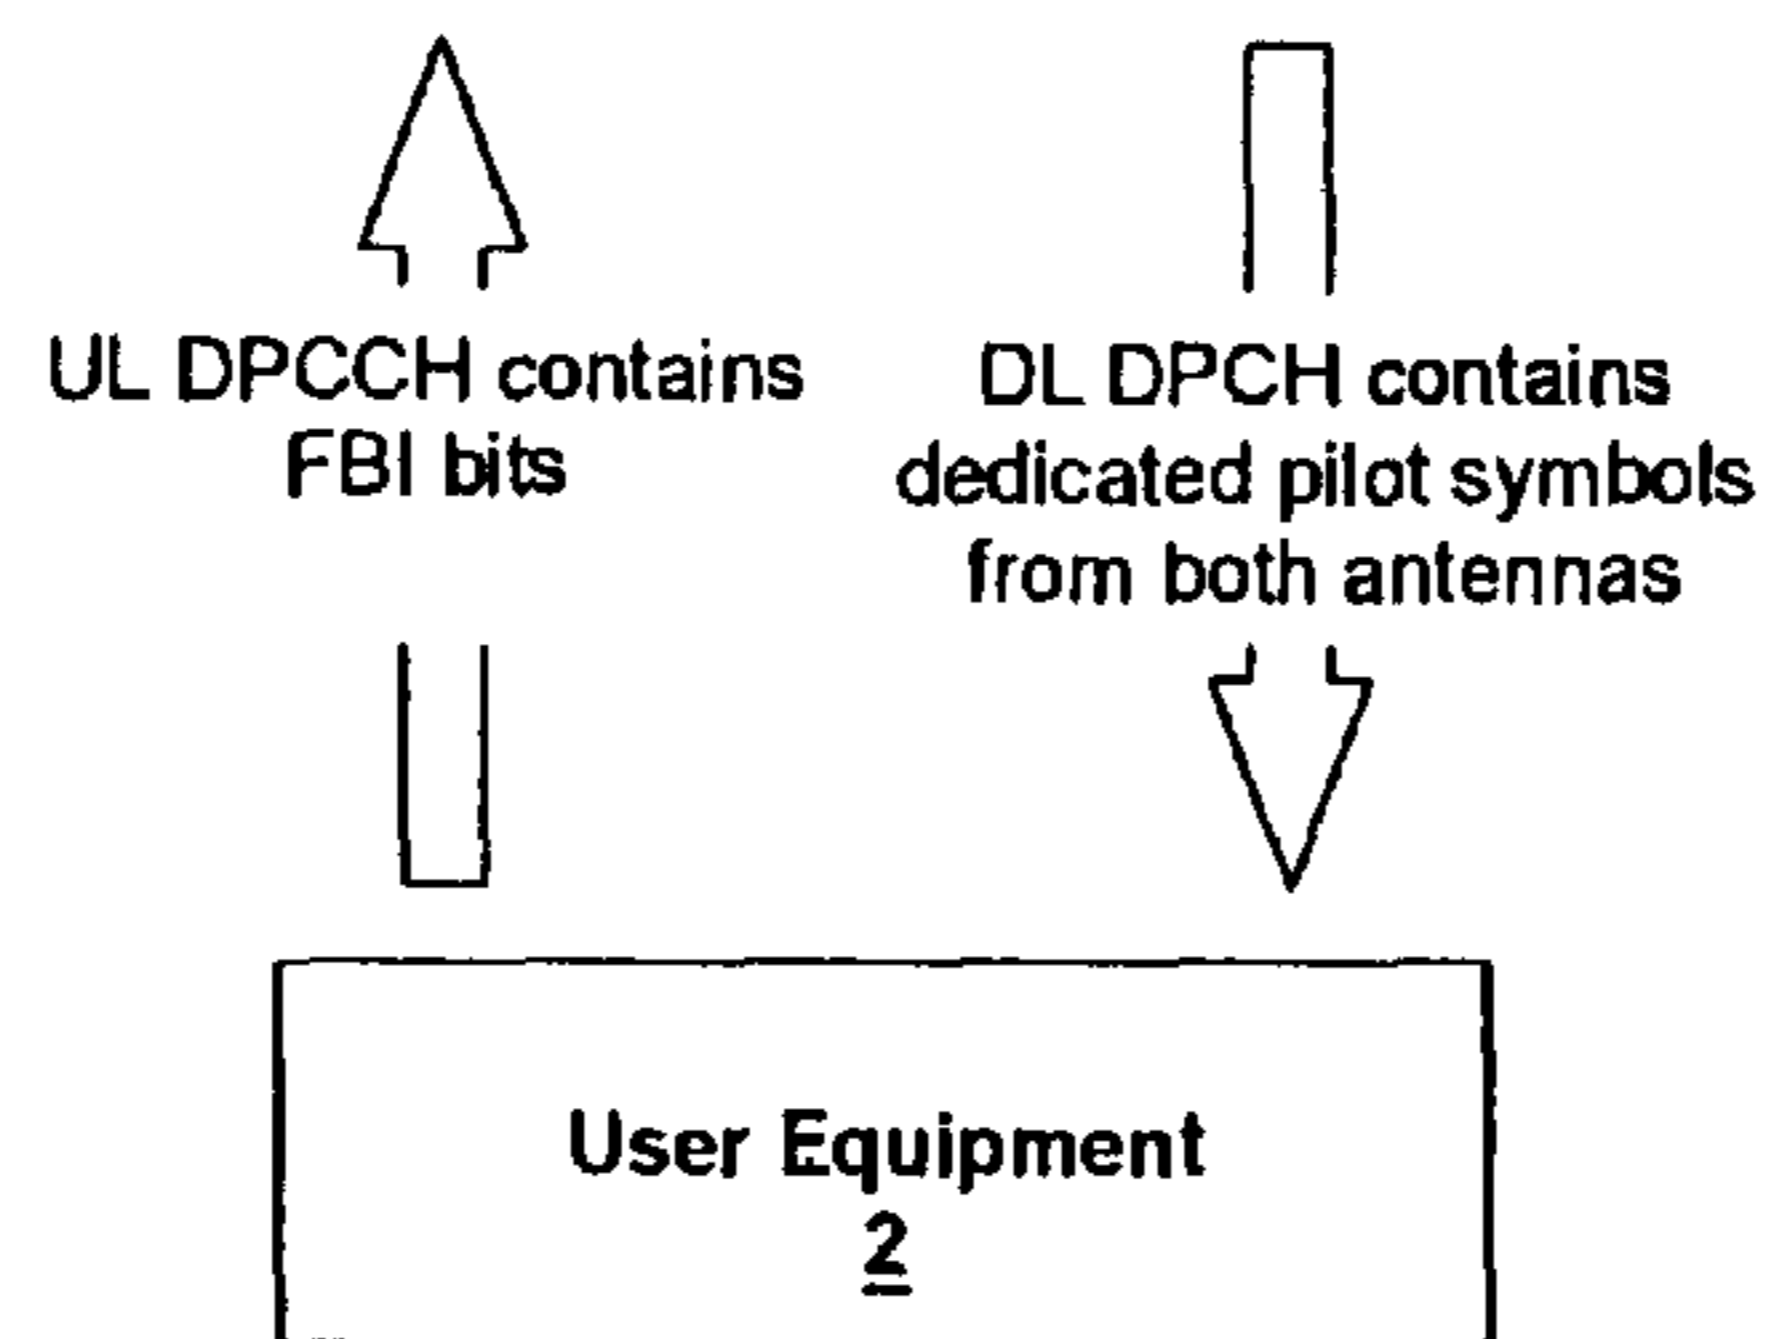 UL DPCCH contains
FBI bits
DL DPCH contains
dedicated pilot symbols
from both antennas
User Equipment
2